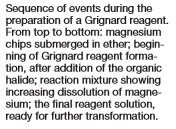 Sequence of events during the
preparation of a Grignard reagent.
From top to bottom: magnesium
chips submerged in ether; begin-
ning of Grignard reagent forma-
tion, after addition of the organic
halide; reaction mixture showing
increasing dissolution of magne-
sium; the final reagent solution,
ready for further transformation.